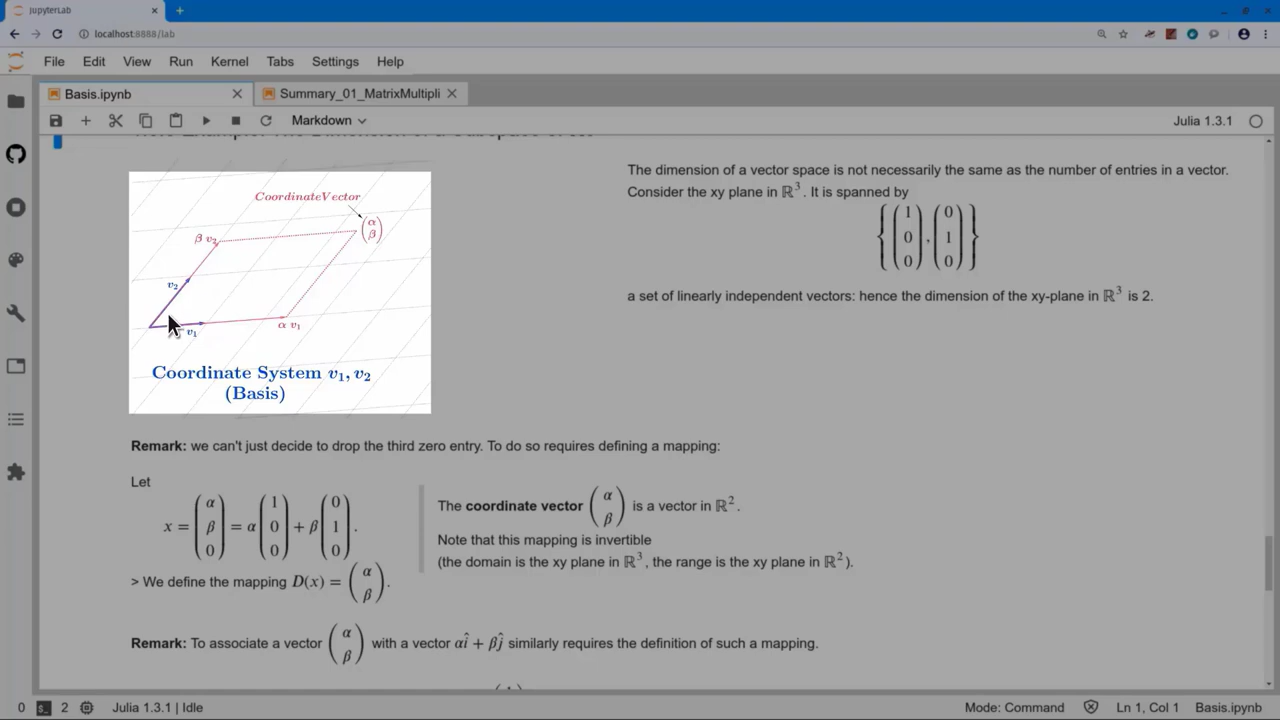 JupyterLab
localhost:8888/lab
File Edit View Run Kernel Tabs Settings Help
Basis.ipynb
Summary_01_MatrixMultipli
Markdown
Julia 1.3.1
CoordinateVector
(α β)
β v₂
v₂
v₁
α v₁
Coordinate System v₁, v₂
(Basis)
The dimension of a vector space is not necessarily the same as the number of entries in a vector.
Consider the xy plane in ℝ³. It is spanned by
{(1 0 0), (0 1 0)}
a set of linearly independent vectors: hence the dimension of the xy-plane in ℝ³ is 2.
Remark: we can't just decide to drop the third zero entry. To do so requires defining a mapping:
Let
x = (α β 0) = α (1 0 0) + β (0 1 0).
> We define the mapping D(x) = (α β).
The coordinate vector (α β) is a vector in ℝ².
Note that this mapping is invertible
(the domain is the xy plane in ℝ³, the range is the xy plane in ℝ²).
Remark: To associate a vector (α β) with a vector αî + βĵ similarly requires the definition of such a mapping.
0 2 Julia 1.3.1 | Idle
Mode: Command Ln 1, Col 1 Basis.ipynb